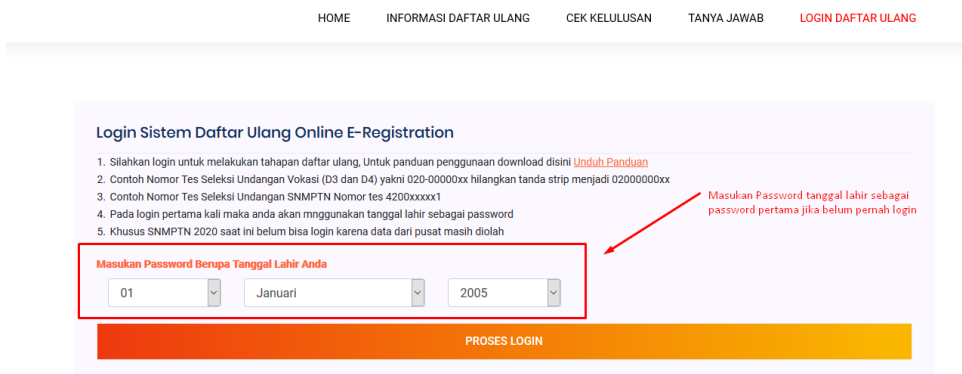 HOME INFORMASI DAFTAR ULANG CEK KELULUSAN TANYA JAWAB LOGIN DAFTAR ULANG
Login Sistem Daftar Ulang Online E-Registration
1. Silahkan login untuk melakukan tahapan daftar ulang, Untuk panduan penggunaan download disini Unduh Panduan
2. Contoh Nomor Tes Seleksi Undangan Vokasi (D3 dan D4) yakni 020-00000xx hilangkan tanda strip menjadi 02000000xx
3. Contoh Nomor Tes Seleksi Undangan SNMPTN Nomor tes 4200xxxxx1
4. Pada login pertama kali maka anda akan mnggunakan tanggal lahir sebagai password
5. Khusus SNMPTN 2020 saat ini belum bisa login karena data dari pusat masih diolah
Masukan Password tanggal lahir sebagai
password pertama jika belum pernah login
Masukan Password Berupa Tanggal Lahir Anda
01 Januari 2005
PROSES LOGIN